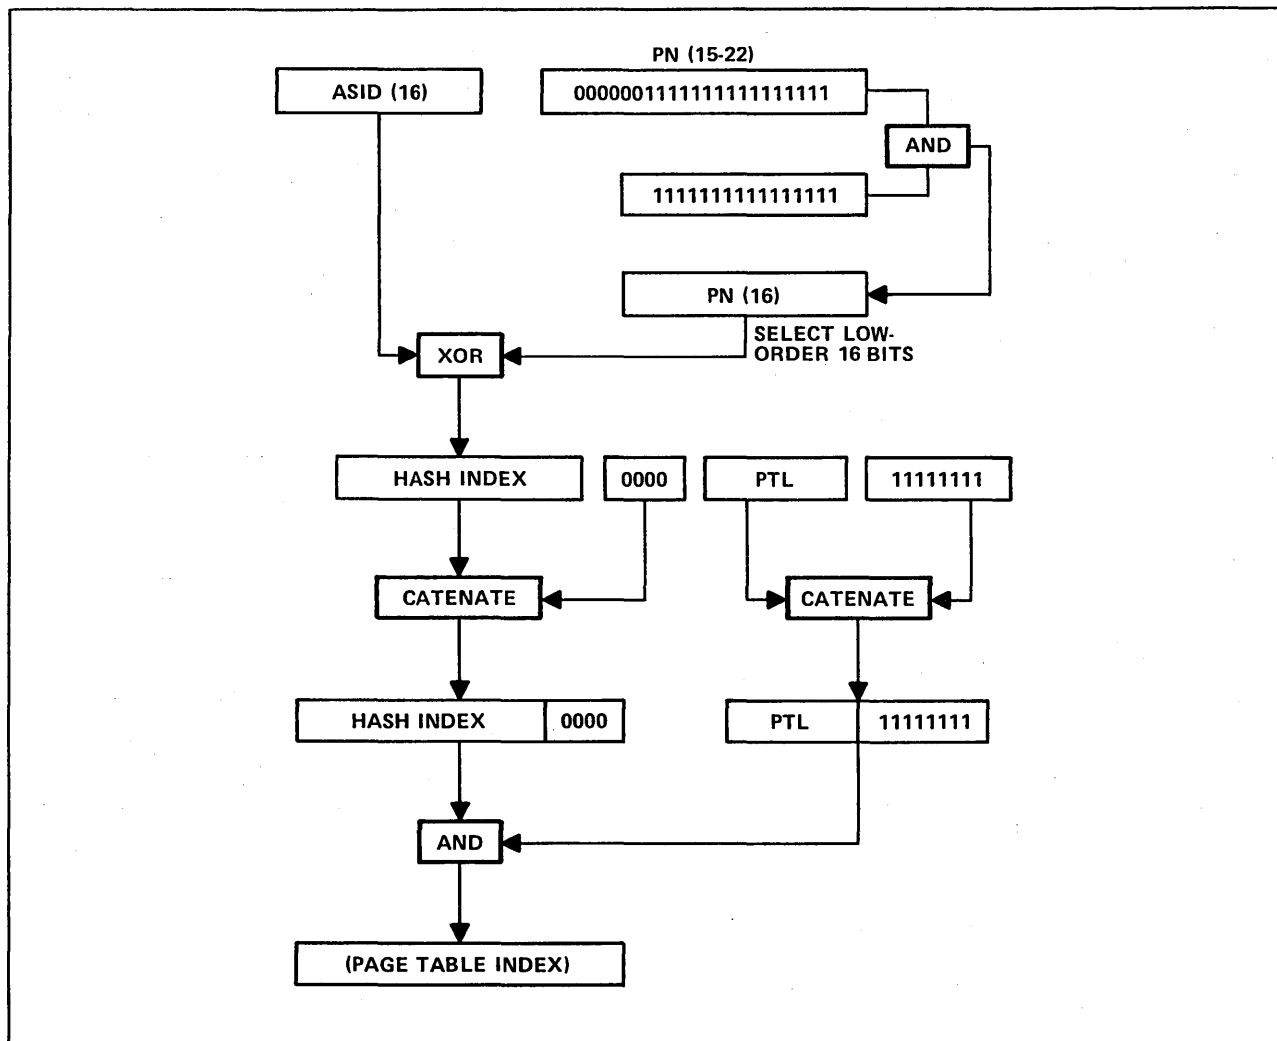 PN (15-22)
ASID (16)
0000001111111111111111
AND
1111111111111111
PN (16)
SELECT LOW-
ORDER 16 BITS
XOR
HASH INDEX
0000
PTL
11111111
CATENATE
CATENATE
HASH INDEX
0000
PTL
11111111
AND
(PAGE TABLE INDEX)